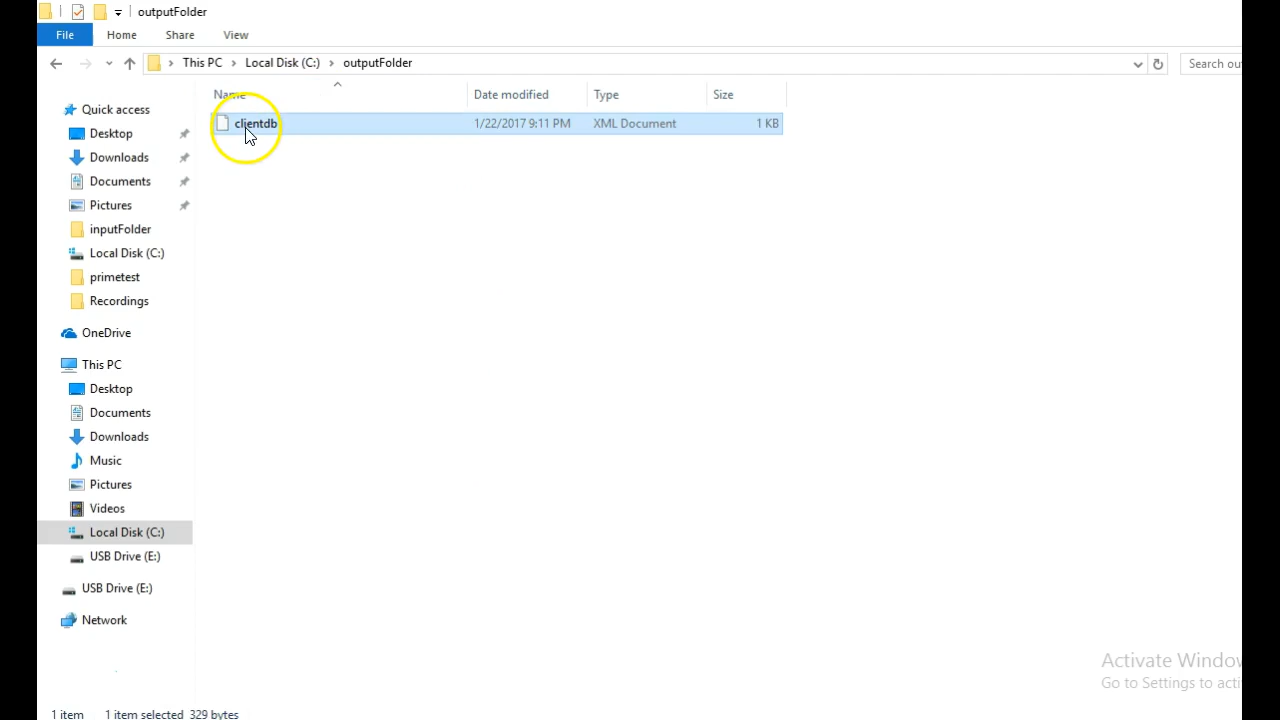 outputFolder
File Home Share View
This PC Local Disk (C:) outputFolder
Search ou
Name Date modified Type Size
clientdb 1/22/2017 9:11 PM XML Document 1 KB
Quick access
Desktop
Downloads
Documents
Pictures
inputFolder
Local Disk (C:)
primetest
Recordings
OneDrive
This PC
Desktop
Documents
Downloads
Music
Pictures
Videos
Local Disk (C:)
USB Drive (E:)
USB Drive (E:)
Network
Activate Window
Go to Settings to acti
1 item 1 item selected 329 bytes